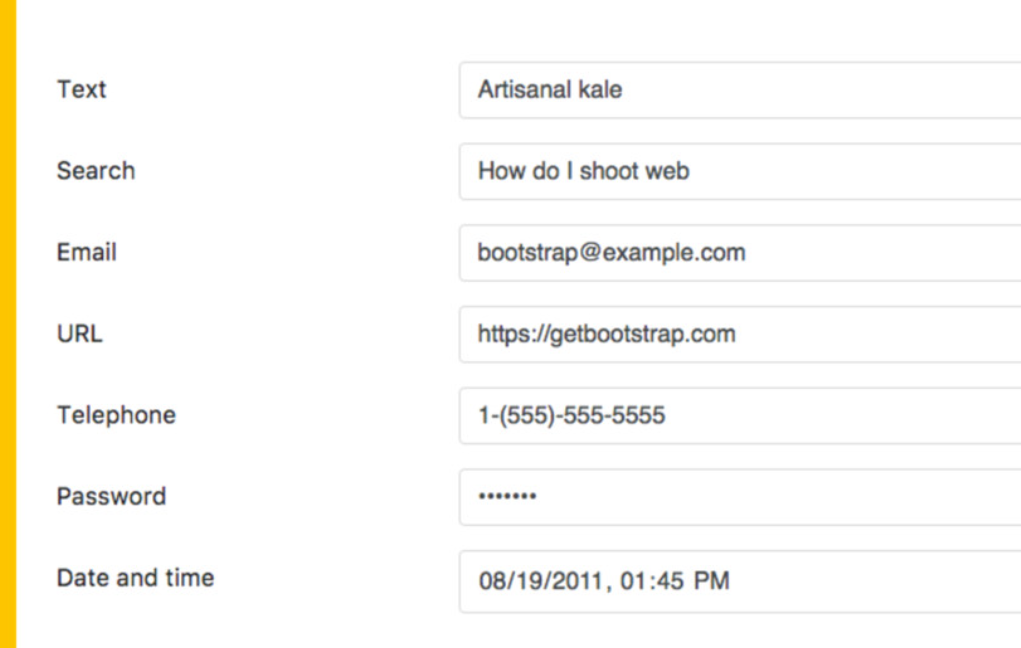 Text Artisanal kale
Search How do I shoot web
Email bootstrap@example.com
URL https://getbootstrap.com
Telephone 1-(555)-555-5555
Password •••••••
Date and time 08/19/2011, 01:45 PM